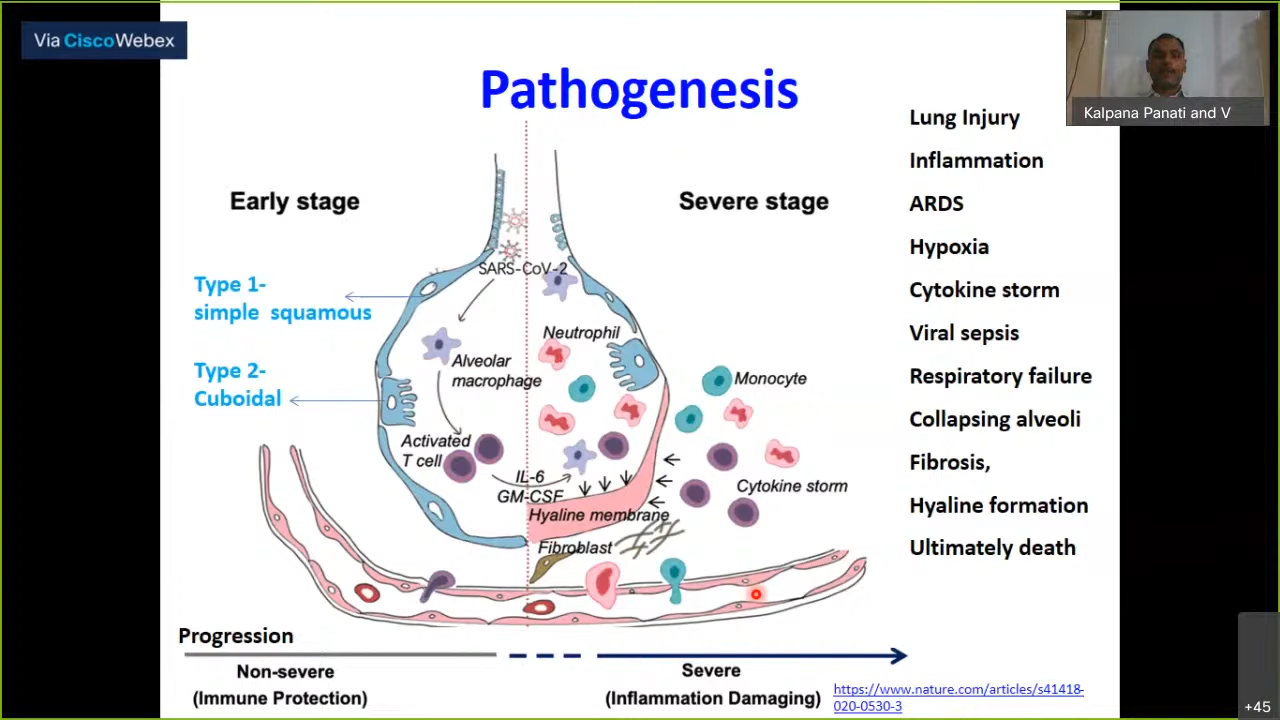 Via CiscoWebex
Kalpana Panati and V
Pathogenesis
Early stage
Severe stage
SARS-CoV-2
Type 1-
simple squamous
Type 2-
Cuboidal
Alveolar
macrophage
Neutrophil
Monocyte
Activated
T cell
IL-6
GM-CSF
Cytokine storm
Hyaline membrane
Fibroblast
Lung Injury
Inflammation
ARDS
Hypoxia
Cytokine storm
Viral sepsis
Respiratory failure
Collapsing alveoli
Fibrosis,
Hyaline formation
Ultimately death
Progression
Non-severe
(Immune Protection)
Severe
(Inflammation Damaging)
https://www.nature.com/articles/s41418-
020-0530-3
+45